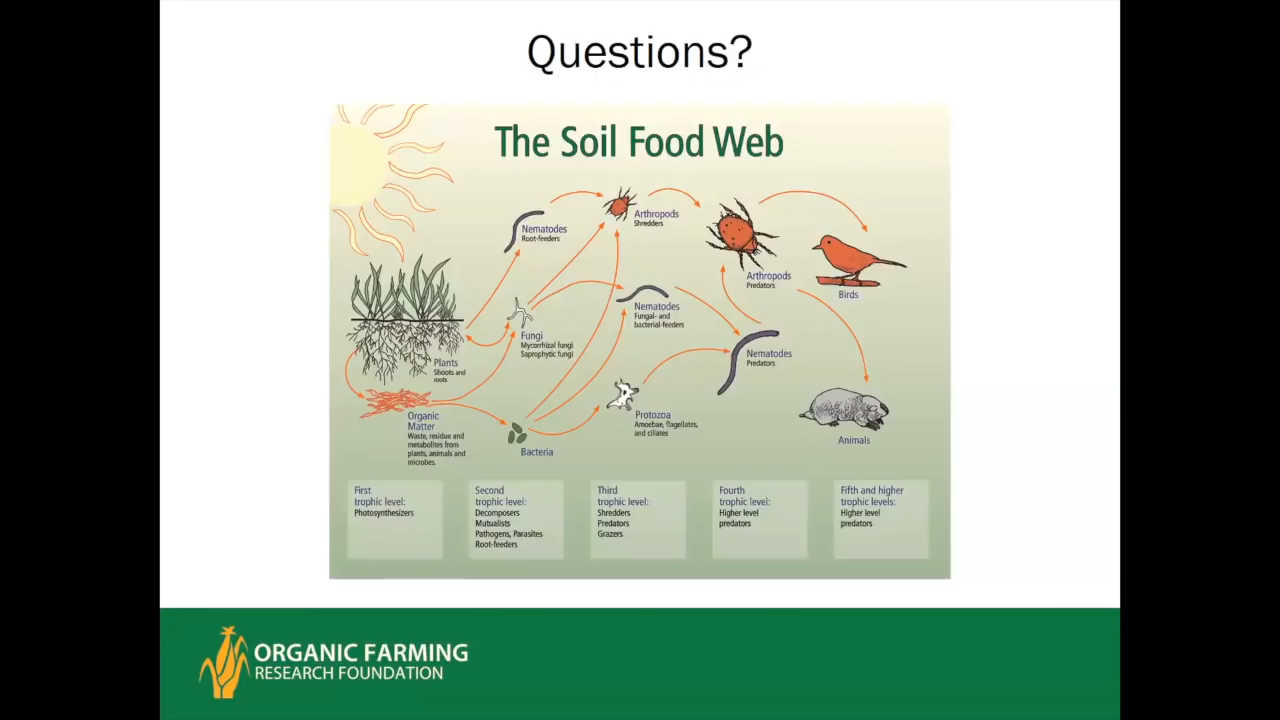 Questions?
The Soil Food Web
Nematodes
Root-feeders
Arthropods
Shredders
Arthropods
Predators
Birds
Nematodes
Fungal- and
bacterial-feeders
Fungi
Mycorrhizal fungi
Saprophytic fungi
Nematodes
Predators
Plants
Shoots and
roots
Organic
Matter
Waste, residue and
metabolites from
plants, animals and
microbes.
Bacteria
Protozoa
Amoebae, flagellates,
and ciliates
Animals
First
trophic level:
Photosynthesizers
Second
trophic level:
Decomposers
Mutualists
Pathogens, Parasites
Root-feeders
Third
trophic level:
Shredders
Predators
Grazers
Fourth
trophic level:
Higher level
predators
Fifth and higher
trophic levels:
Higher level
predators
ORGANIC FARMING
RESEARCH FOUNDATION